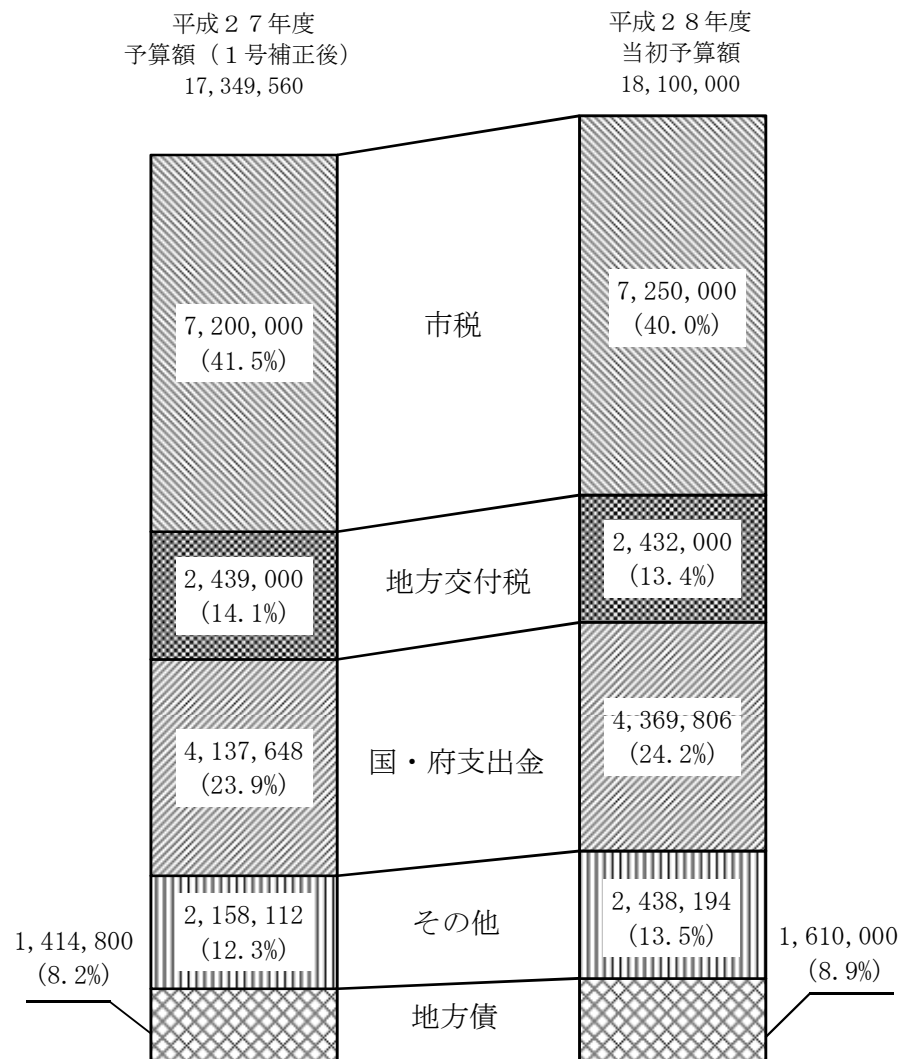 平成２７年度
予算額（１号補正後）
17,349,560
平成２８年度
当初予算額
18,100,000
7,200,000
(41.5%)
市税
7,250,000
(40.0%)
2,439,000
(14.1%)
地方交付税
2,432,000
(13.4%)
4,137,648
(23.9%)
国・府支出金
4,369,806
(24.2%)
2,158,112
(12.3%)
その他
2,438,194
(13.5%)
1,414,800
(8.2%)
地方債
1,610,000
(8.9%)